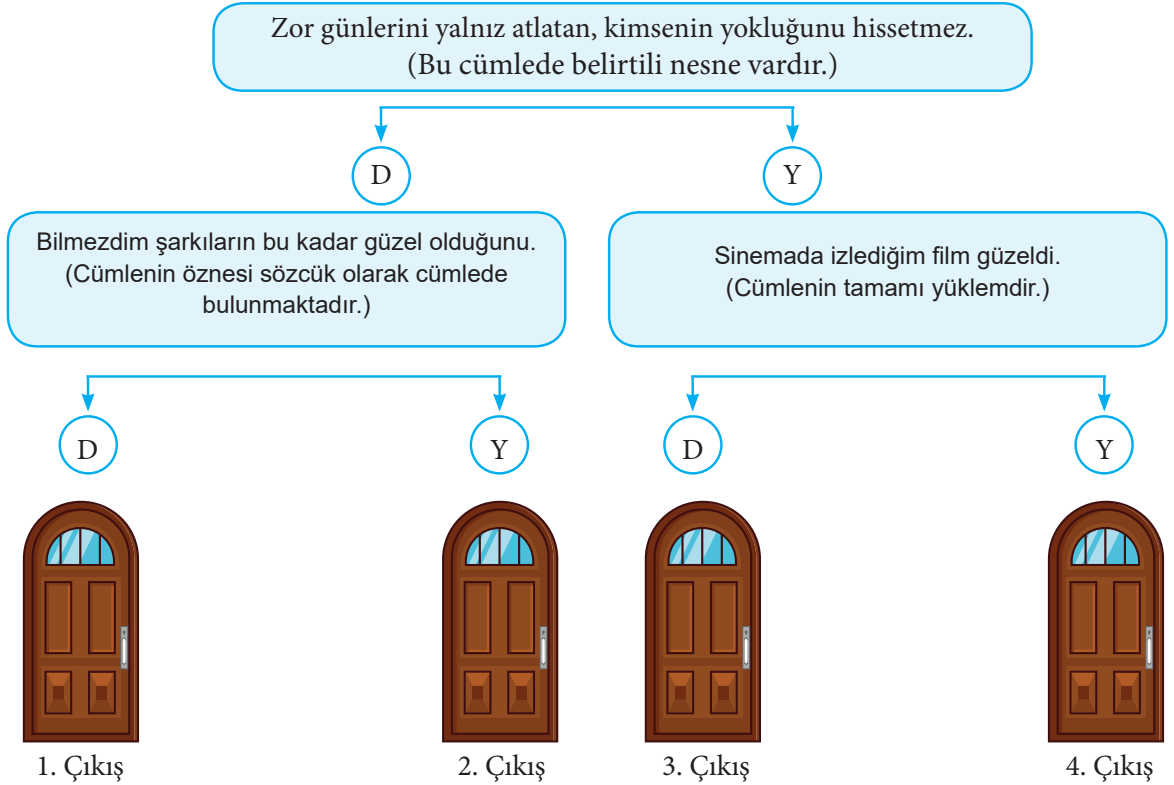 Zor günlerini yalnız atlatan, kimsenin yokluğunu hissetmez.
(Bu cümlede belirtili nesne vardır.)
D
Y
Bilmezdim şarkıların bu kadar güzel olduğunu.
(Cümlenin öznesi sözcük olarak cümlede
bulunmaktadır.)
Sinemada izlediğim film güzeldi.
(Cümlenin tamamı yüklemdir.)
D
Y
D
Y
1. Çıkış
2. Çıkış
3. Çıkış
4. Çıkış